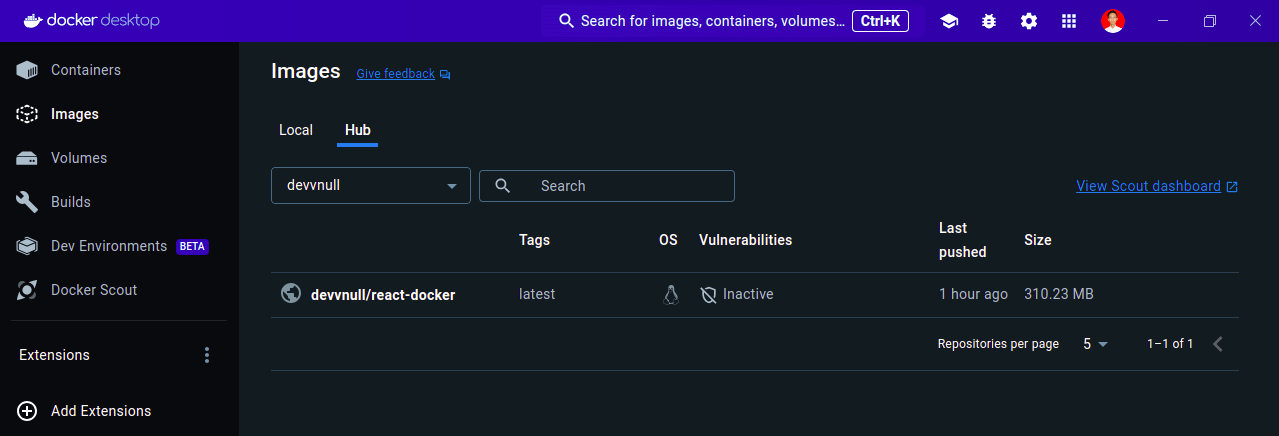 docker desktop
Search for images, containers, volumes... Ctrl+K
Containers
Images
Volumes
Builds
Dev Environments BETA
Docker Scout
Extensions
Add Extensions
Images Give feedback
Local Hub
devvnull Search View Scout dashboard
Tags OS Vulnerabilities Last pushed Size
devvnull/react-docker latest Inactive 1 hour ago 310.23 MB
Repositories per page 5 1–1 of 1